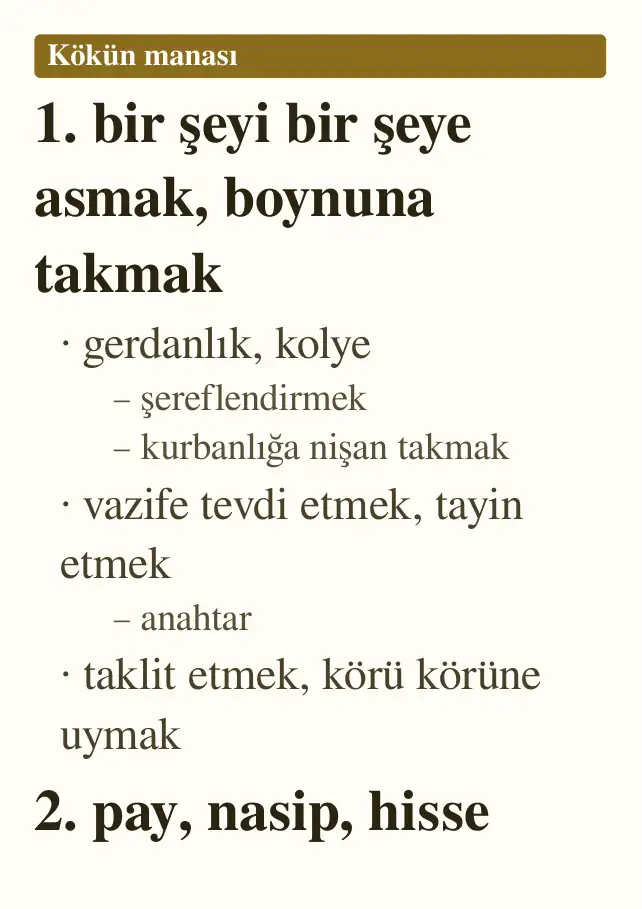 Kökün manası
1. bir şeyi bir şeye
asmak, boynuna
takmak
· gerdanlık, kolye
– şereflendirmek
– kurbanlığa nişan takmak
· vazife tevdi etmek, tayin
etmek
– anahtar
· taklit etmek, körü körüne
uymak
2. pay, nasip, hisse